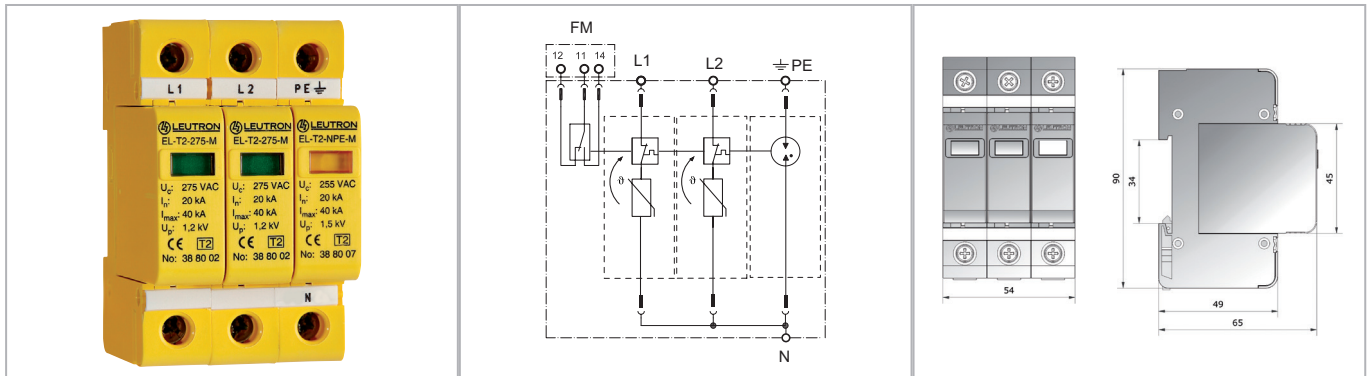 L1 L2 PE
LEUTRON LEUTRON LEUTRON
EL-T2-275-M EL-T2-275-M EL-T2-NPE-M
Uc: 275 VAC Uc: 275 VAC Uc: 255 VAC
In: 20 kA In: 20 kA In: 20 kA
Imax: 40 kA Imax: 40 kA Imax: 40 kA
Up: 1,2 kV Up: 1,2 kV Up: 1,5 kV
CE T2 CE T2 CE T2
No: 38 80 02 No: 38 80 02 No: 38 80 07
N
FM
12 11 14
L1 L2 PE
ϑ ϑ
N
LEUTRON LEUTRON LEUTRON
54
90
34
45
49
65